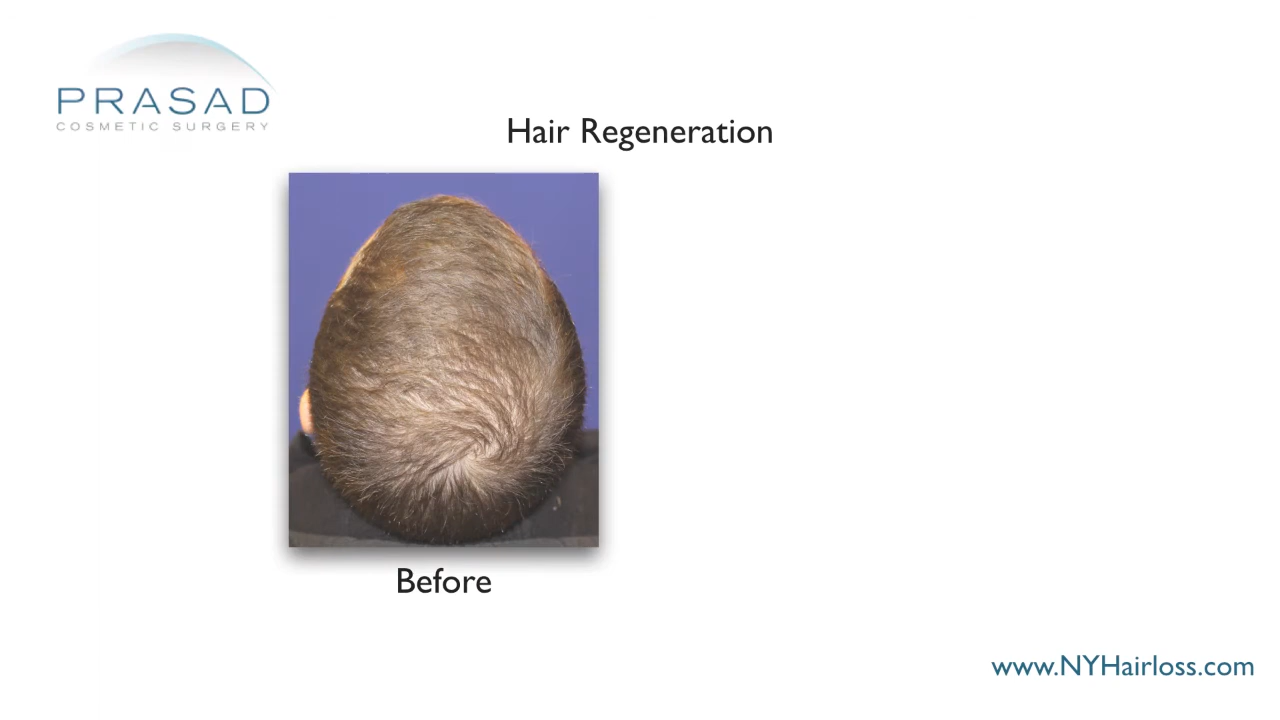 PRASAD
COSMETIC SURGERY
Hair Regeneration
Before
www.NYHairloss.com